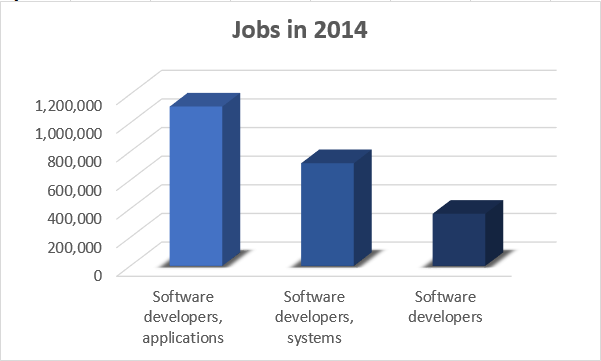 Jobs in 2014
1,200,000
1,000,000
800,000
600,000
400,000
200,000
0
Software
developers,
applications
Software
developers,
systems
Software
developers